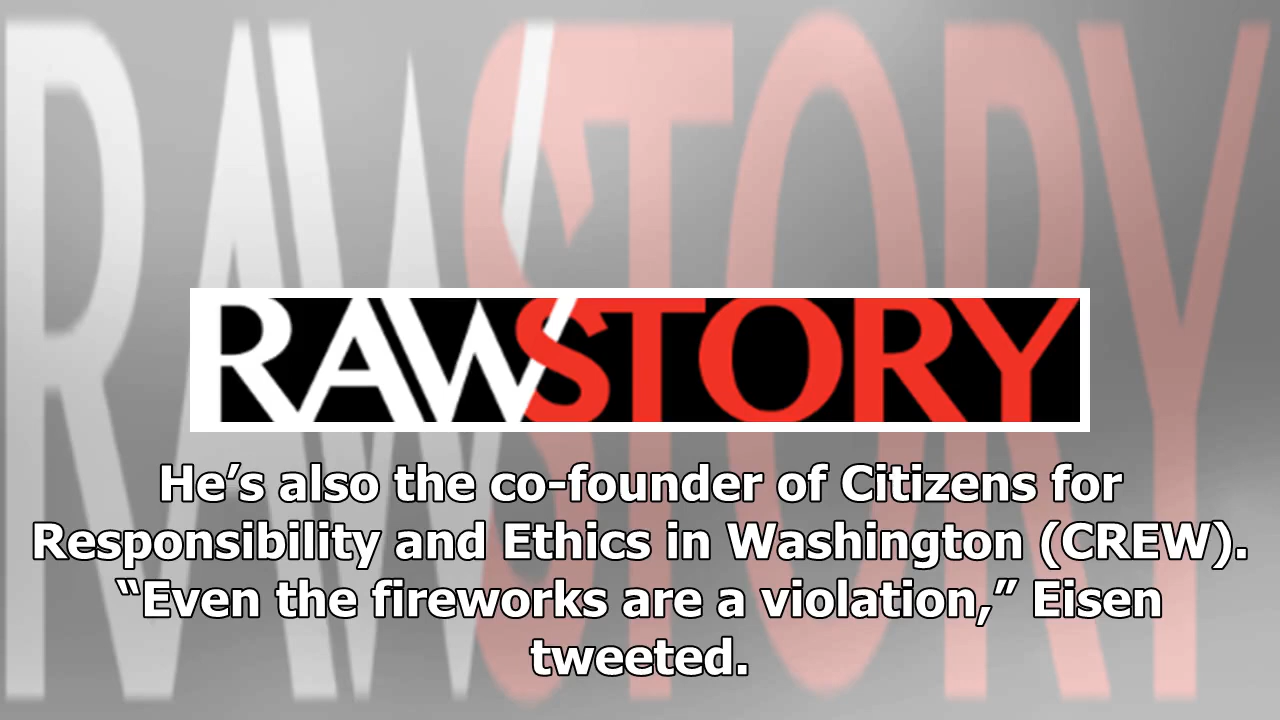 RAWSTORY
RAWSTORY
He’s also the co-founder of Citizens for
Responsibility and Ethics in Washington (CREW).
“Even the fireworks are a violation,” Eisen
tweeted.